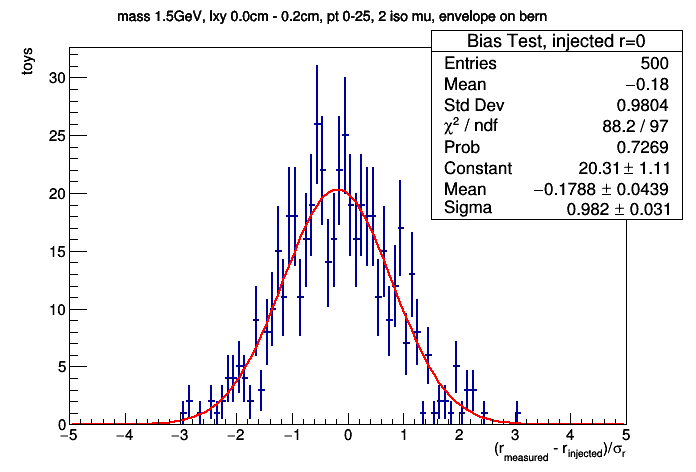 mass 1.5GeV, lxy 0.0cm - 0.2cm, pt 0-25, 2 iso mu, envelope on bern
Bias Test, injected r=0
Entries 500
Mean −0.18
Std Dev 0.9804
χ² / ndf 88.2 / 97
Prob 0.7269
Constant 20.31 ± 1.11
Mean −0.1788 ± 0.0439
Sigma 0.982 ± 0.031
toys
30
25
20
15
10
5
0
−5 −4 −3 −2 −1 0 1 2 3 4 5
(r_measured - r_injected)/σ_r